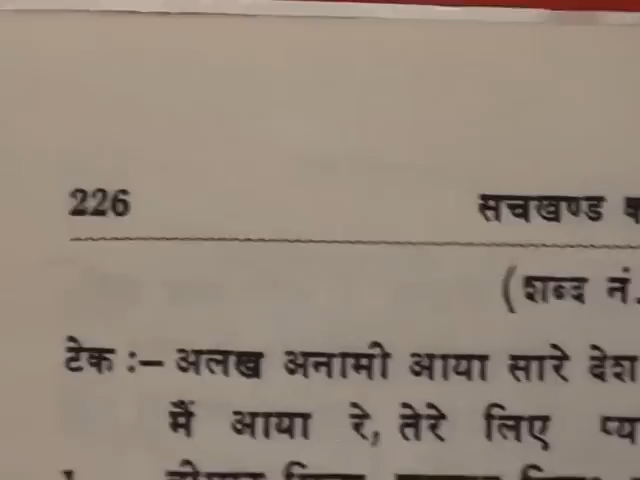 226 सचखण्ड
(शब्द नं.
टेक :– अलख अनामी आया सारे देश
मैं आया रे, तेरे लिए